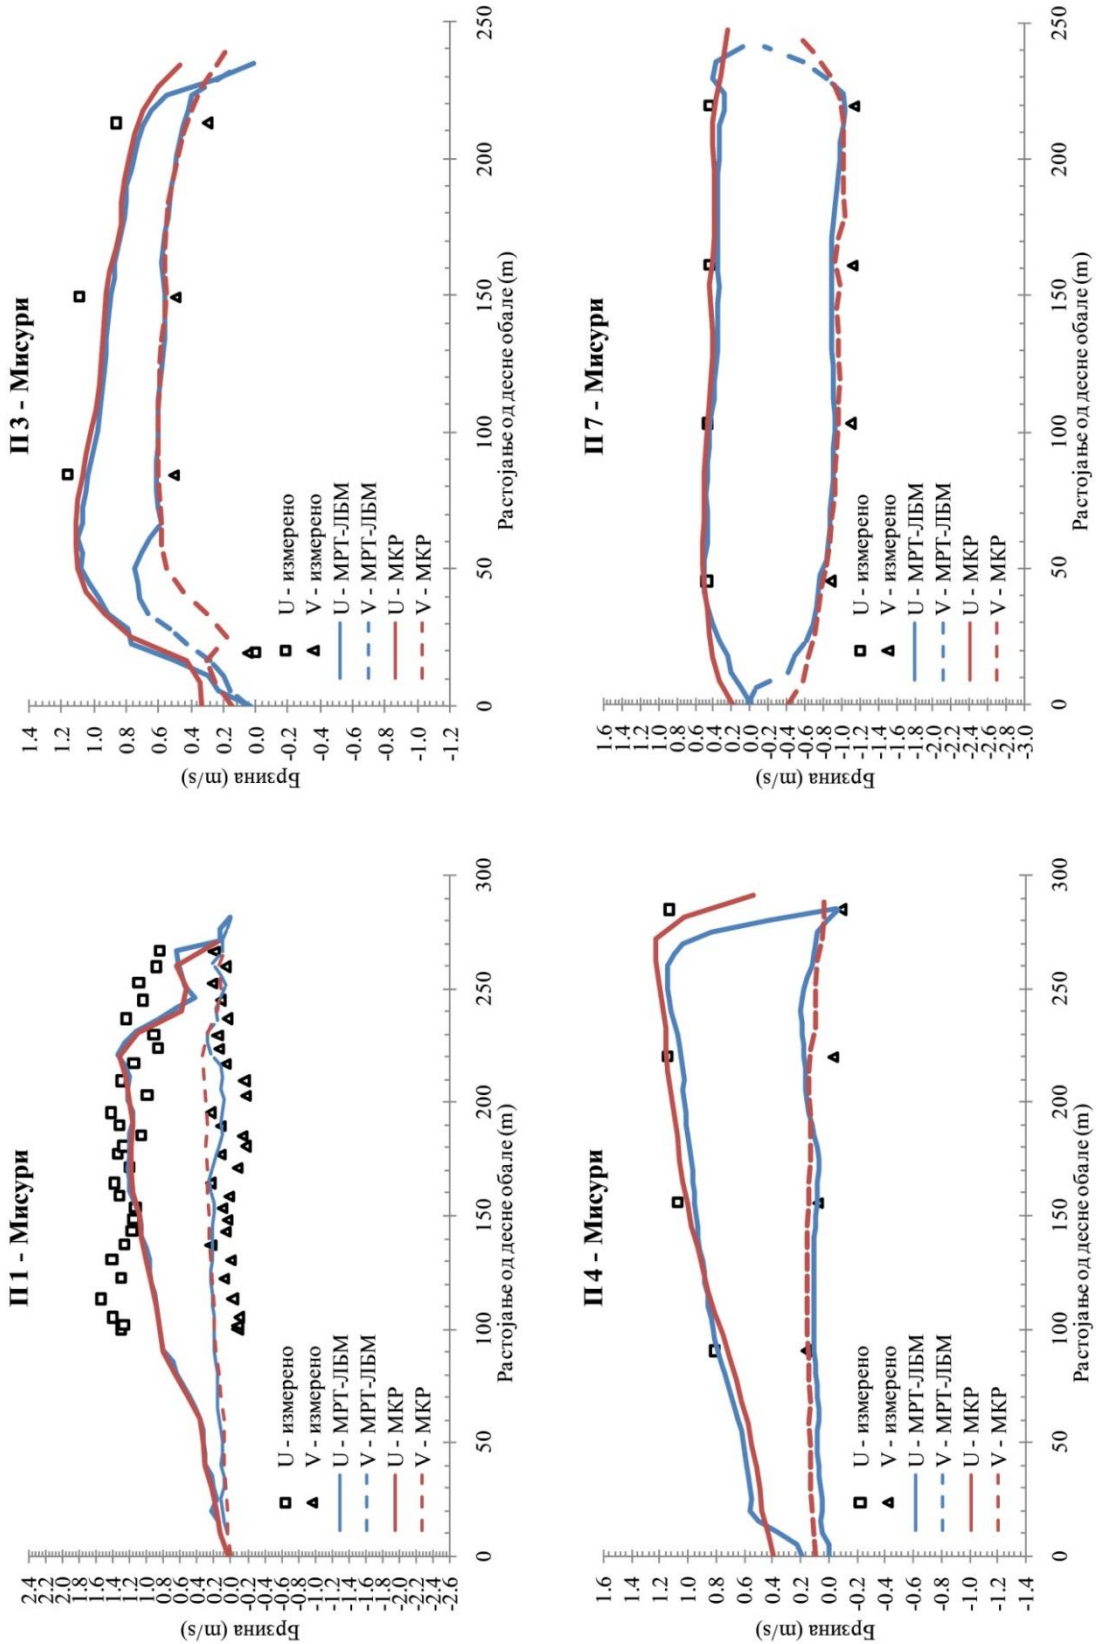 П 1 - Мисури
Брзина (m/s)
2.4
2.2
2.0
1.8
1.6
1.4
1.2
1.0
0.8
0.6
0.4
0.2
0.0
-0.2
-0.4
-0.6
-0.8
-1.0
-1.2
-1.4
-1.6
-1.8
-2.0
-2.2
-2.4
-2.6
U - измерено
V - измерено
U - МРТ-ЛБМ
V - МРТ-ЛБМ
U - МКР
V - МКР
0 50 100 150 200 250 300
Растојање од десне обале (m)
П 3 - Мисури
Брзина (m/s)
1.4
1.2
1.0
0.8
0.6
0.4
0.2
0.0
-0.2
-0.4
-0.6
-0.8
-1.0
-1.2
U - измерено
V - измерено
U - МРТ-ЛБМ
V - МРТ-ЛБМ
U - МКР
V - МКР
0 50 100 150 200 250
Растојање од десне обале (m)
П 4 - Мисури
Брзина (m/s)
1.6
1.4
1.2
1.0
0.8
0.6
0.4
0.2
0.0
-0.2
-0.4
-0.6
-0.8
-1.0
-1.2
-1.4
U - измерено
V - измерено
U - МРТ-ЛБМ
V - МРТ-ЛБМ
U - МКР
V - МКР
0 50 100 150 200 250 300
Растојање од десне обале (m)
П 7 - Мисури
Брзина (m/s)
1.6
1.4
1.2
1.0
0.8
0.6
0.4
0.2
0.0
-0.2
-0.4
-0.6
-0.8
-1.0
-1.2
-1.4
-1.6
-1.8
-2.0
-2.2
-2.4
-2.6
-2.8
-3.0
U - измерено
V - измерено
U - МРТ-ЛБМ
V - МРТ-ЛБМ
U - МКР
V - МКР
0 50 100 150 200 250
Растојање од десне обале (m)